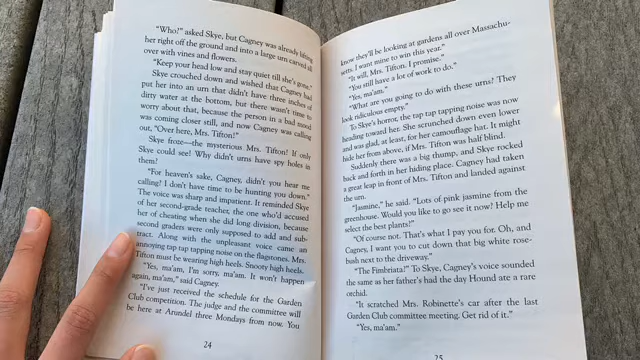 "Who?" asked Skye, but Cagney was already lifting
her right off the ground and into a large urn carved all
over with vines and flowers.
"Keep your head low and stay quiet till she's gone."
Skye crouched down and wished that Cagney had
put her into an urn that didn't have three inches of
dirty water at the bottom, but there wasn't time to
worry about that, because the person in a bad mood
was coming closer still, and now Cagney was calling
out, "Over here, Mrs. Tifton!"
Skye froze—the mysterious Mrs. Tifton! If only
Skye could see! Why didn't urns have spy holes in
them?
"For heaven's sake, Cagney, didn't you hear me
calling? I don't have time to be hunting you down."
The voice was sharp and impatient. It reminded Skye
of her second-grade teacher, the one who'd accused
her of cheating when she did long division, because
second graders were only supposed to add and sub-
tract. Along with the unpleasant voice came an
annoying tap tap tapping noise on the flagstones. Mrs.
Tifton must be wearing high heels. Snooty high heels.
"Yes, ma'am, I'm sorry, ma'am. It won't happen
again, ma'am," said Cagney.
"I've just received the schedule for the Garden
Club competition. The judge and the committee will
be here at Arundel three Mondays from now. You
24
know they'll be looking at gardens all over Massachu-
setts. I want mine to win this year."
"It will, Mrs. Tifton. I promise."
"You still have a lot of work to do."
"Yes, ma'am."
"What are you going to do with these urns? They
look ridiculous empty."
To Skye's horror, the tap tap tapping noise was now
heading toward her. She scrunched down even lower
and was glad, at least, for her camouflage hat. It might
hide her from above, if Mrs. Tifton was half blind.
Suddenly there was a big thump, and Skye rocked
back and forth in her hiding place. Cagney had taken
a great leap in front of Mrs. Tifton and landed against
the urn.
"Jasmine," he said. "Lots of pink jasmine from the
greenhouse. Would you like to go see it now? Help me
select the best plants!"
"Of course not. That's what I pay you for. Oh, and
Cagney, I want you to cut down that big white rose-
bush next to the driveway."
"The Fimbriata!" To Skye, Cagney's voice sounded
the same as her father's had the day Hound ate a rare
orchid.
"It scratched Mrs. Robinette's car after the last
Garden Club committee meeting. Get rid of it."
"Yes, ma'am."
25